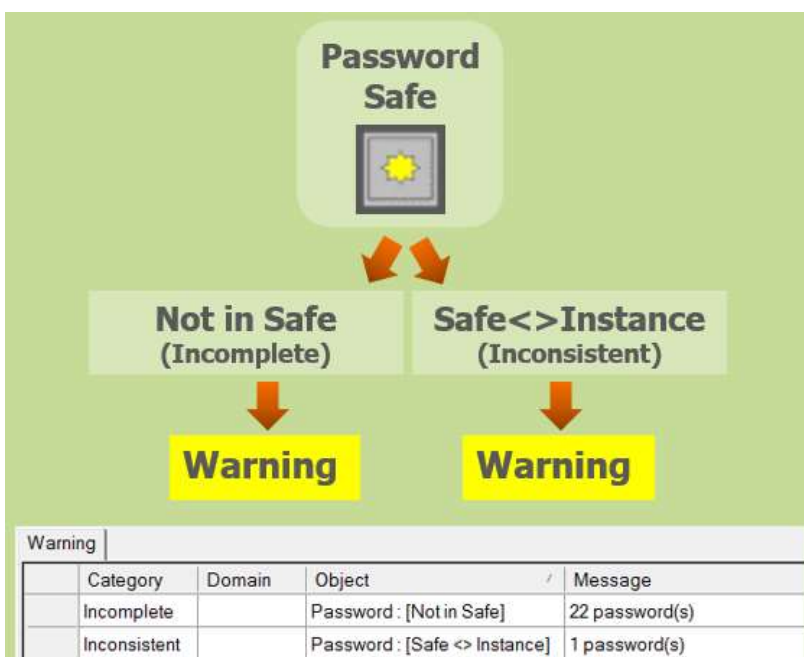 Password
Safe
Not in Safe
(Incomplete)
Safe<>Instance
(Inconsistent)
Warning
Warning
Warning
Category Domain Object Message
Incomplete Password : [Not in Safe] 22 password(s)
Inconsistent Password : [Safe <> Instance] 1 password(s)